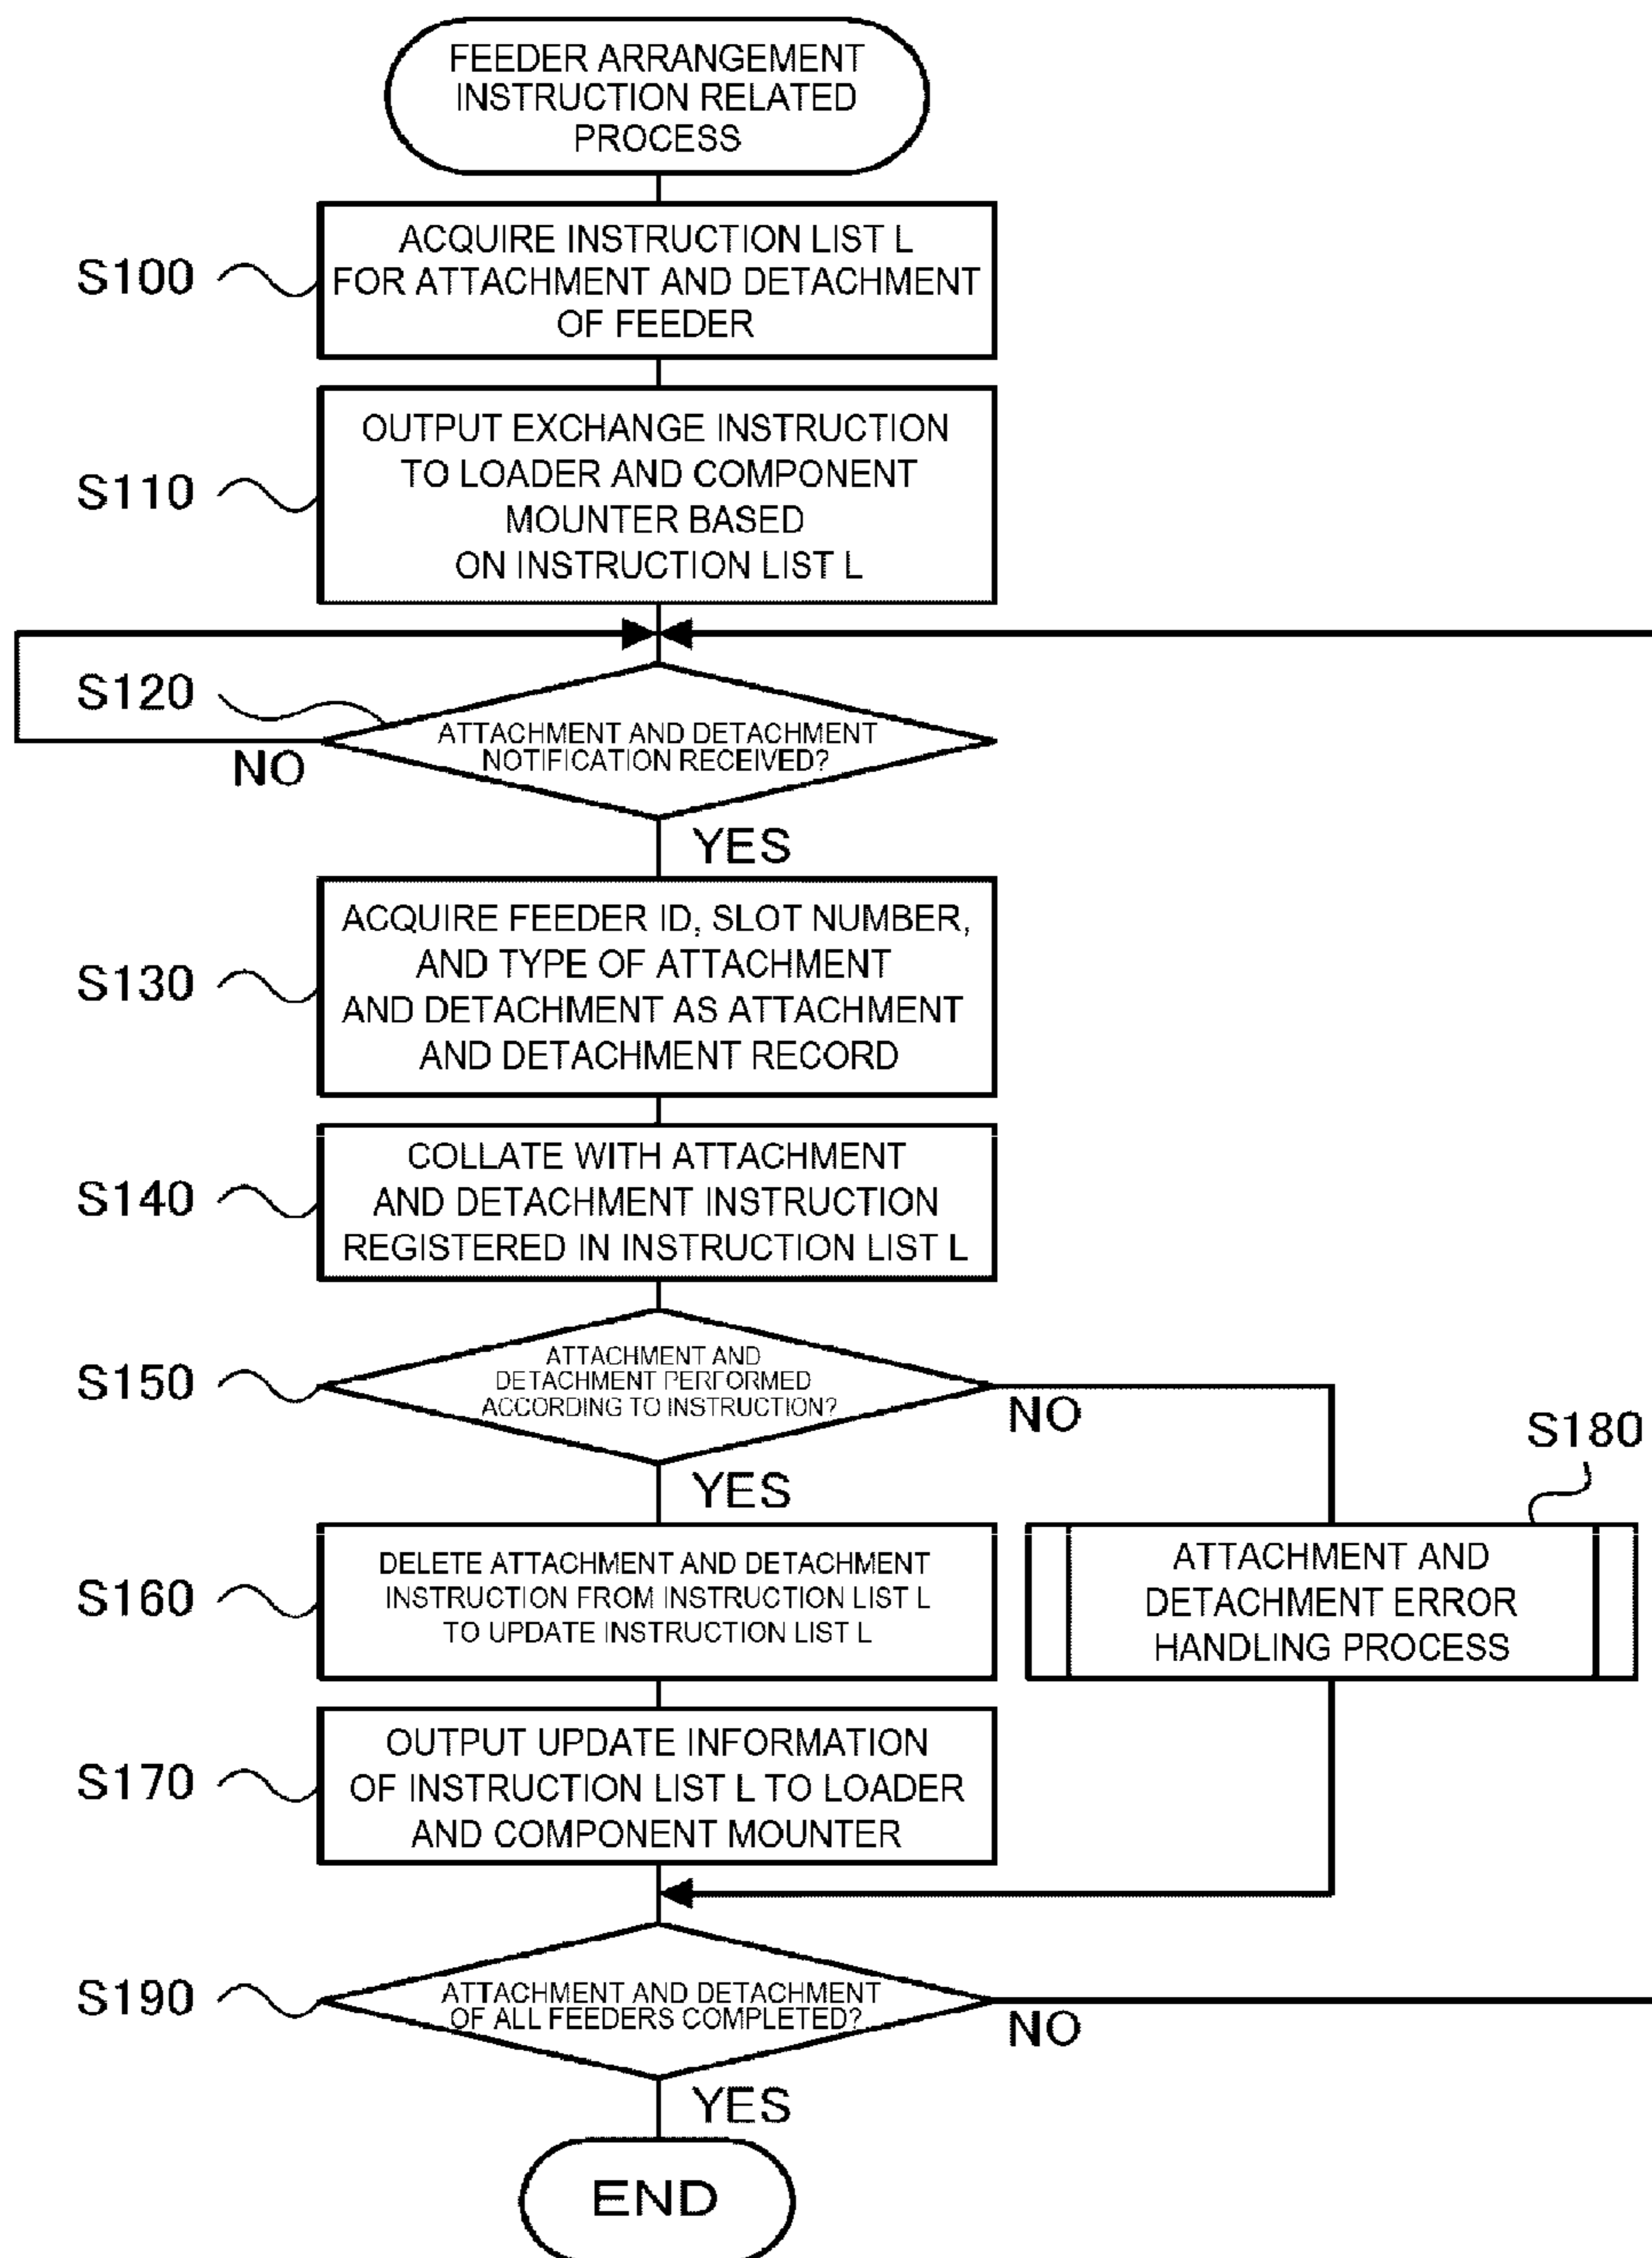 FEEDER ARRANGEMENT
INSTRUCTION RELATED
PROCESS
S100
ACQUIRE INSTRUCTION LIST L
FOR ATTACHMENT AND DETACHMENT
OF FEEDER
S110
OUTPUT EXCHANGE INSTRUCTION
TO LOADER AND COMPONENT
MOUNTER BASED
ON INSTRUCTION LIST L
S120
ATTACHMENT AND DETACHMENT
NOTIFICATION RECEIVED?
NO
YES
S130
ACQUIRE FEEDER ID, SLOT NUMBER,
AND TYPE OF ATTACHMENT
AND DETACHMENT AS ATTACHMENT
AND DETACHMENT RECORD
S140
COLLATE WITH ATTACHMENT
AND DETACHMENT INSTRUCTION
REGISTERED IN INSTRUCTION LIST L
S150
ATTACHMENT AND
DETACHMENT PERFORMED
ACCORDING TO INSTRUCTION?
NO
YES
S160
DELETE ATTACHMENT AND DETACHMENT
INSTRUCTION FROM INSTRUCTION LIST L
TO UPDATE INSTRUCTION LIST L
S180
ATTACHMENT AND
DETACHMENT ERROR
HANDLING PROCESS
S170
OUTPUT UPDATE INFORMATION
OF INSTRUCTION LIST L TO LOADER
AND COMPONENT MOUNTER
S190
ATTACHMENT AND DETACHMENT
OF ALL FEEDERS COMPLETED?
NO
YES
END